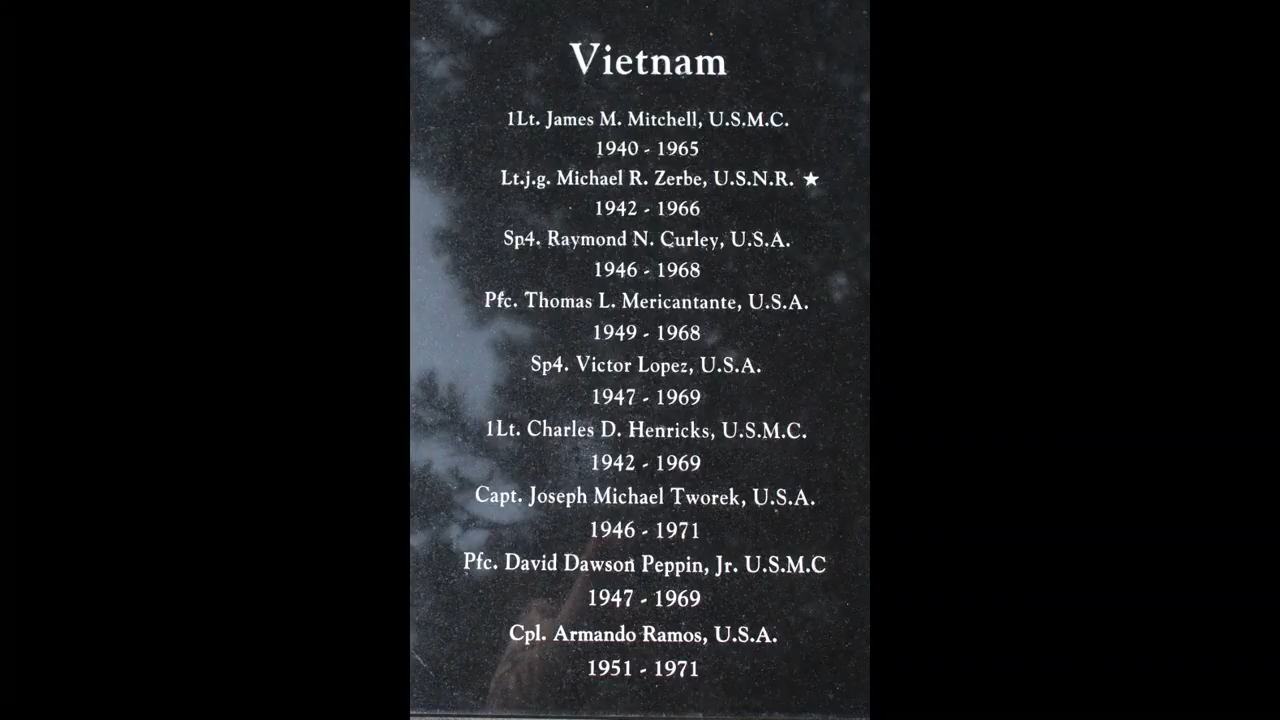 Vietnam
1Lt. James M. Mitchell, U.S.M.C.
1940 - 1965
Lt.j.g. Michael R. Zerbe, U.S.N.R. ★
1942 - 1966
Sp4. Raymond N. Curley, U.S.A.
1946 - 1968
Pfc. Thomas L. Mericantante, U.S.A.
1949 - 1968
Sp4. Victor Lopez, U.S.A.
1947 - 1969
1Lt. Charles D. Henricks, U.S.M.C.
1942 - 1969
Capt. Joseph Michael Tworek, U.S.A.
1946 - 1971
Pfc. David Dawson Peppin, Jr. U.S.M.C
1947 - 1969
Cpl. Armando Ramos, U.S.A.
1951 - 1971